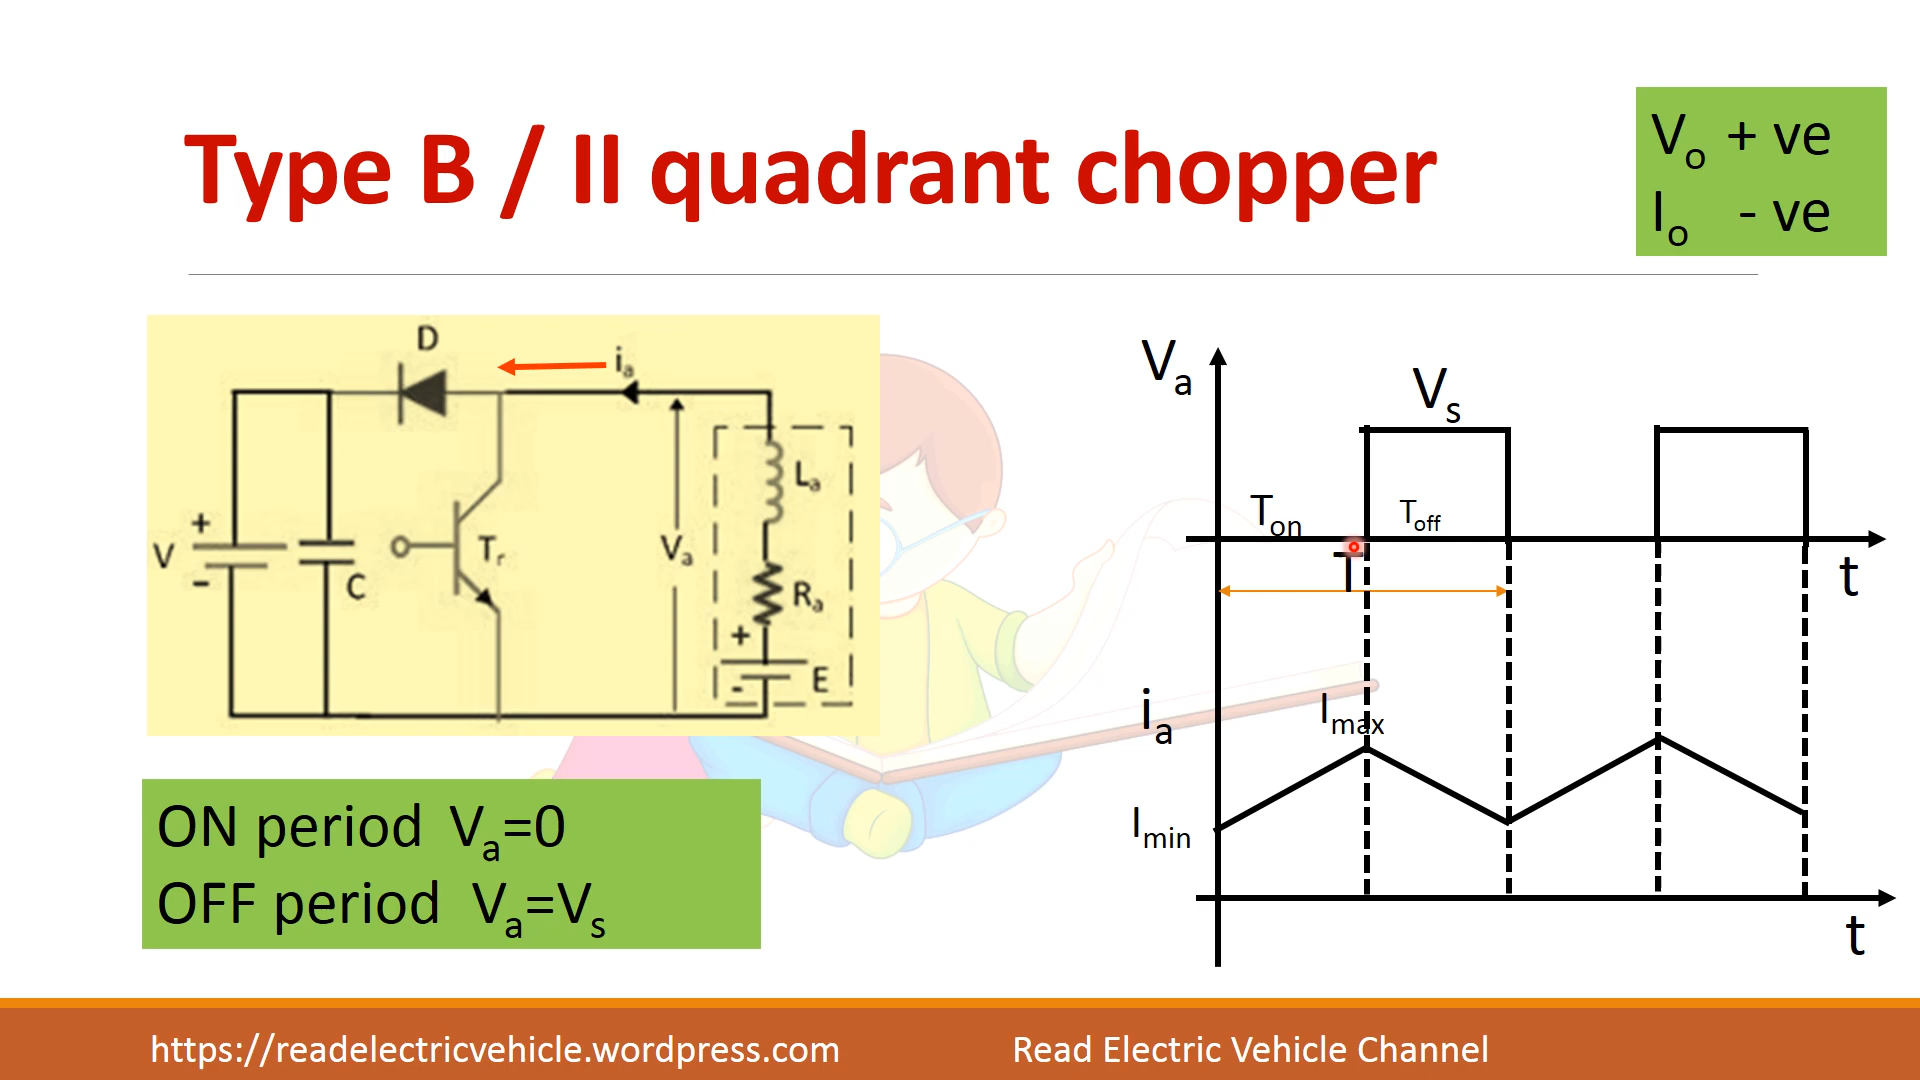 Type B / II quadrant chopper
Vo + ve
Io - ve
D
ia
+
V
-
C
Tr
Va
La
Ra
+
-
E
ON period Va=0
OFF period Va=Vs
Va
Vs
Ton
Toff
T
t
ia
Imax
Imin
t
https://readelectricvehicle.wordpress.com
Read Electric Vehicle Channel